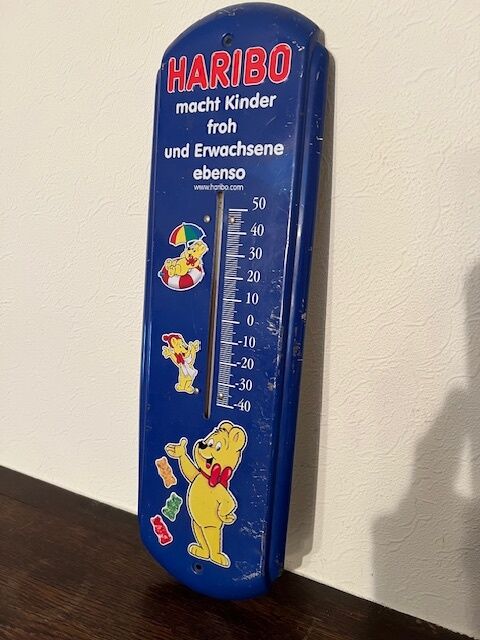 HARIBO
macht Kinder
froh
und Erwachsene
ebenso
www.haribo.com
50
40
30
20
10
0
-10
-20
-30
-40